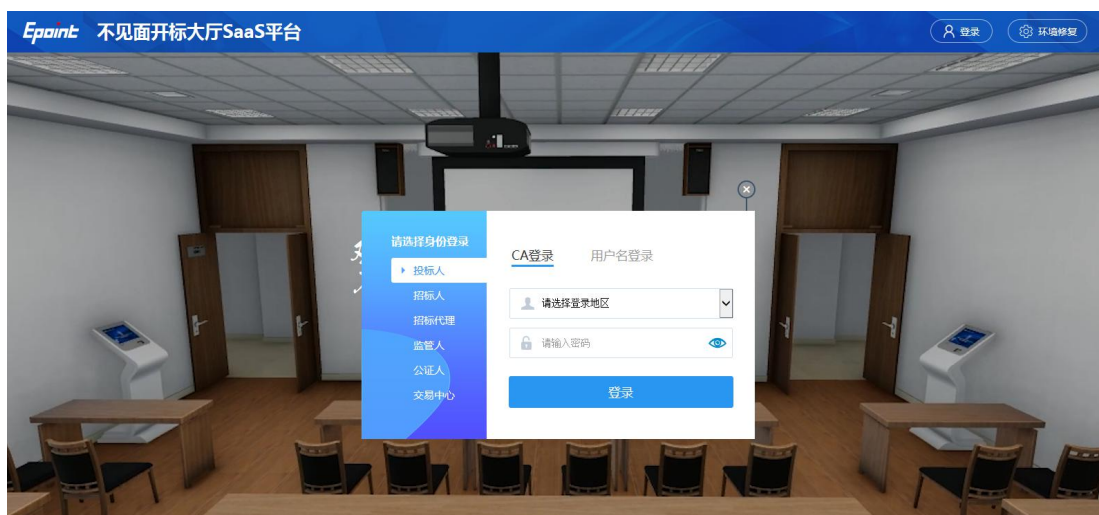 Epoint 不见面开标大厅SaaS平台
登录
环境修复
请选择身份登录
投标人
招标人
招标代理
监管人
公证人
交易中心
CA登录 用户名登录
请选择登录地区
请输入密码
登录